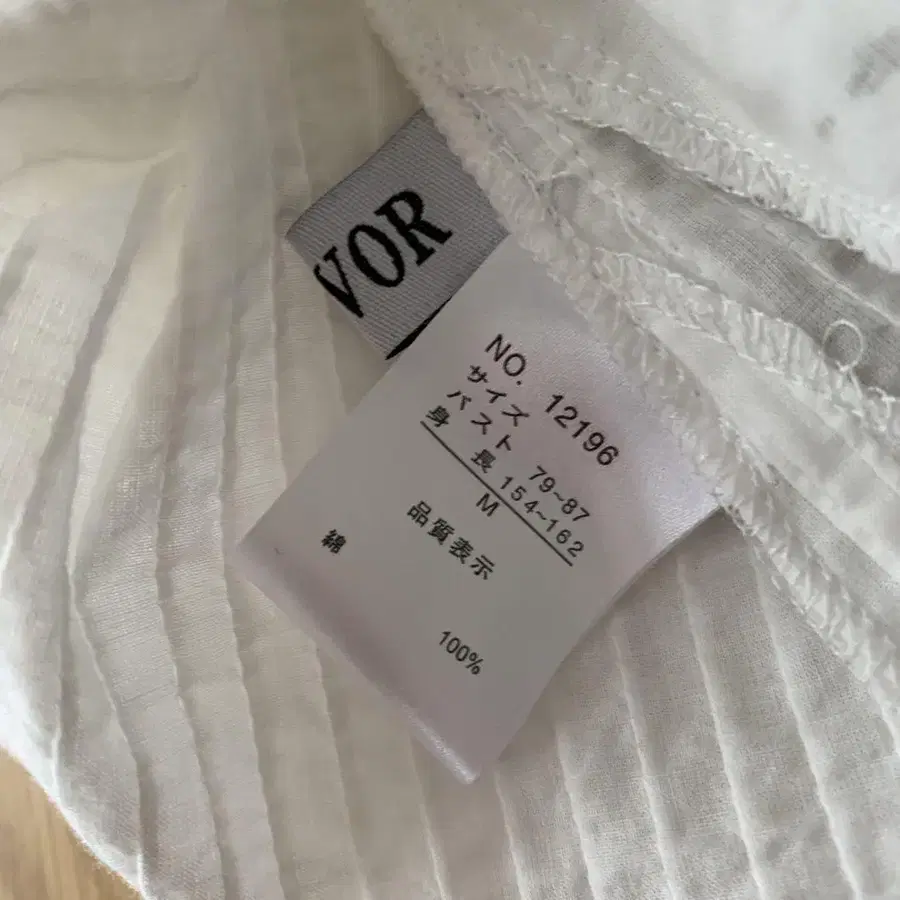 VOR
NO. 12196
サイズ
バスト 79~87
身長 154~162
M
品質表示
綿 100%